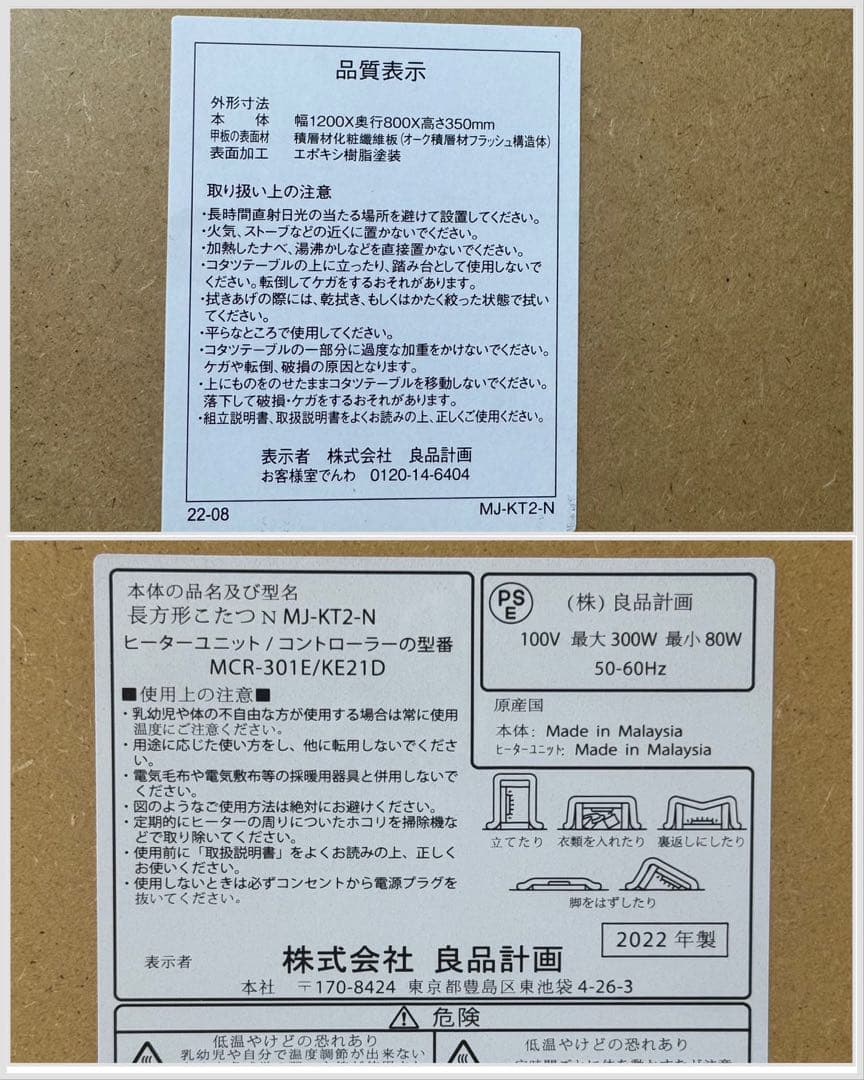 品質表示
外形寸法
本　体　幅1200X奥行800X高さ350mm
甲板の表面材　積層材化粧繊維板(オーク積層材フラッシュ構造体)
表面加工　エポキシ樹脂塗装
取り扱い上の注意
・長時間直射日光の当たる場所を避けて設置してください。
・火気、ストーブなどの近くに置かないでください。
・加熱したナベ、湯沸かしなどを直接置かないでください。
・コタツテーブルの上に立ったり、踏み台として使用しないで
ください。転倒してケガをするおそれがあります。
・拭きあげの際には、乾拭き、もしくはかたく絞った状態で拭い
てください。
・平らなところで使用してください。
・コタツテーブルの一部分に過度な加重をかけないでください。
ケガや転倒、破損の原因となります。
・上にものをのせたままコタツテーブルを移動しないでください。
落下して破損・ケガをするおそれがあります。
・組立説明書、取扱説明書をよくお読みの上、正しくご使用ください。
表示者　株式会社　良品計画
お客様室でんわ　0120-14-6404
22-08
MJ-KT2-N
本体の品名及び型名
長方形こたつN MJ-KT2-N
ヒーターユニット / コントローラーの型番
MCR-301E/KE21D
■使用上の注意■
・乳幼児や体の不自由な方が使用する場合は常に使用
温度にご注意ください。
・用途に応じた使い方をし、他に転用しないでくださ
い。
・電気毛布や電気敷布等の採暖用器具と併用しないで
ください。
・図のようなご使用方法は絶対にお避けください。
・定期的にヒーターの周りについたホコリを掃除機な
どで取り除いてください。
・使用前に「取扱説明書」をよくお読みの上、正しく
お使いください。
・使用しないときは必ずコンセントから電源プラグを
抜いてください。
PS
E
(株) 良品計画
100V 最大 300W 最小 80W
50-60Hz
原産国
本体: Made in Malaysia
ヒーターユニット: Made in Malaysia
立てたり
衣類を入れたり
裏返しにしたり
脚をはずしたり
2022 年製
表示者　株式会社 良品計画
本社　〒170-8424 東京都豊島区東池袋 4-26-3
危険
低温やけどの恐れあり
乳幼児や自分で温度調節が出来ない
低温やけどの恐れあり